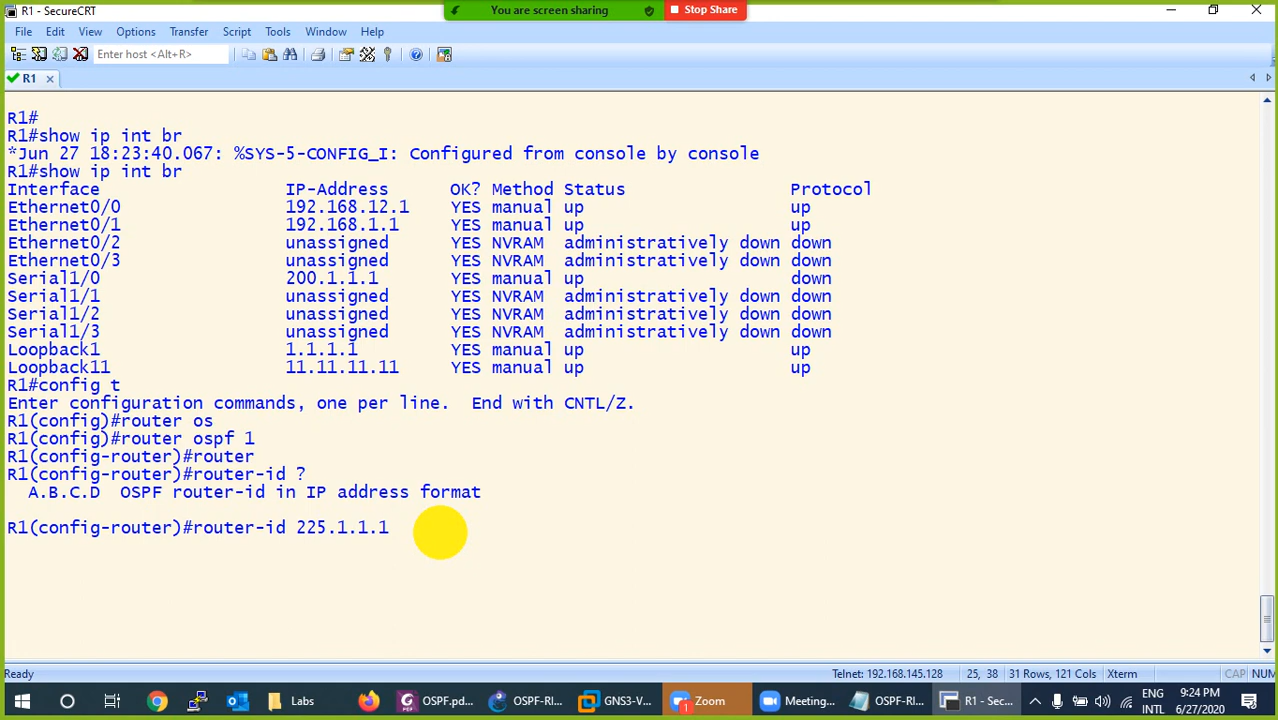 R1 - SecureCRT
You are screen sharing
Stop Share
File Edit View Options Transfer Script Tools Window Help
Enter host <Alt+R>
R1
R1#
R1#show ip int br
*Jun 27 18:23:40.067: %SYS-5-CONFIG_I: Configured from console by console
R1#show ip int br
Interface IP-Address OK? Method Status Protocol
Ethernet0/0 192.168.12.1 YES manual up up
Ethernet0/1 192.168.1.1 YES manual up up
Ethernet0/2 unassigned YES NVRAM administratively down down
Ethernet0/3 unassigned YES NVRAM administratively down down
Serial1/0 200.1.1.1 YES manual up down
Serial1/1 unassigned YES NVRAM administratively down down
Serial1/2 unassigned YES NVRAM administratively down down
Serial1/3 unassigned YES NVRAM administratively down down
Loopback1 1.1.1.1 YES manual up up
Loopback11 11.11.11.11 YES manual up up
R1#config t
Enter configuration commands, one per line. End with CNTL/Z.
R1(config)#router os
R1(config)#router ospf 1
R1(config-router)#router
R1(config-router)#router-id ?
A.B.C.D OSPF router-id in IP address format
R1(config-router)#router-id 225.1.1.1
Ready Telnet: 192.168.145.128 25, 38 31 Rows, 121 Cols Xterm CAP NUM
Labs OSPF.pd... OSPF-RI... GNS3-V... 1 Zoom Meeting... OSPF-RI... R1 - Sec... ENG 9:24 PM
INTL 6/27/2020